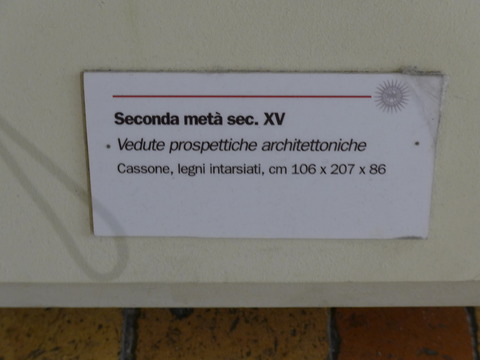 Seconda metà sec. XV
Vedute prospettiche architettoniche
Cassone, legni intarsiati, cm 106 x 207 x 86